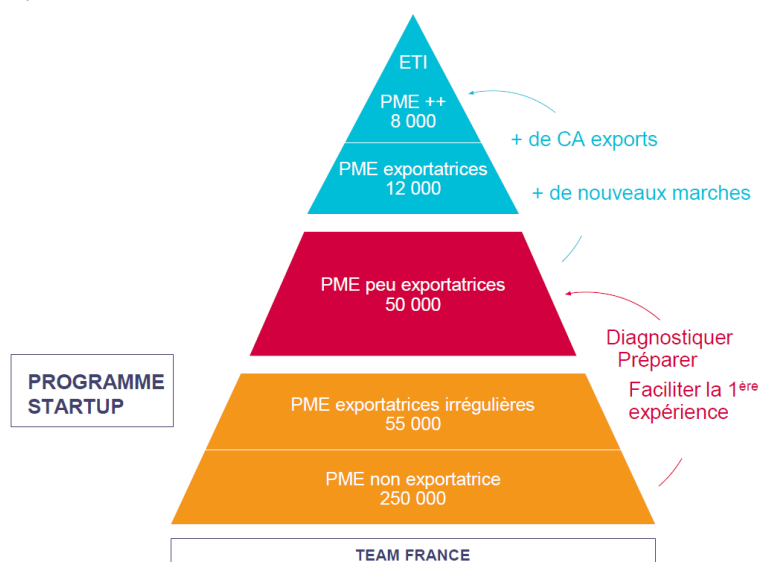 ETI
PME ++
8 000
PME exportatrices
12 000
+ de CA exports
+ de nouveaux marches
PME peu exportatrices
50 000
Diagnostiquer
Préparer
Faciliter la 1ère
expérience
PROGRAMME
STARTUP
PME exportatrices irrégulières
55 000
PME non exportatrice
250 000
TEAM FRANCE